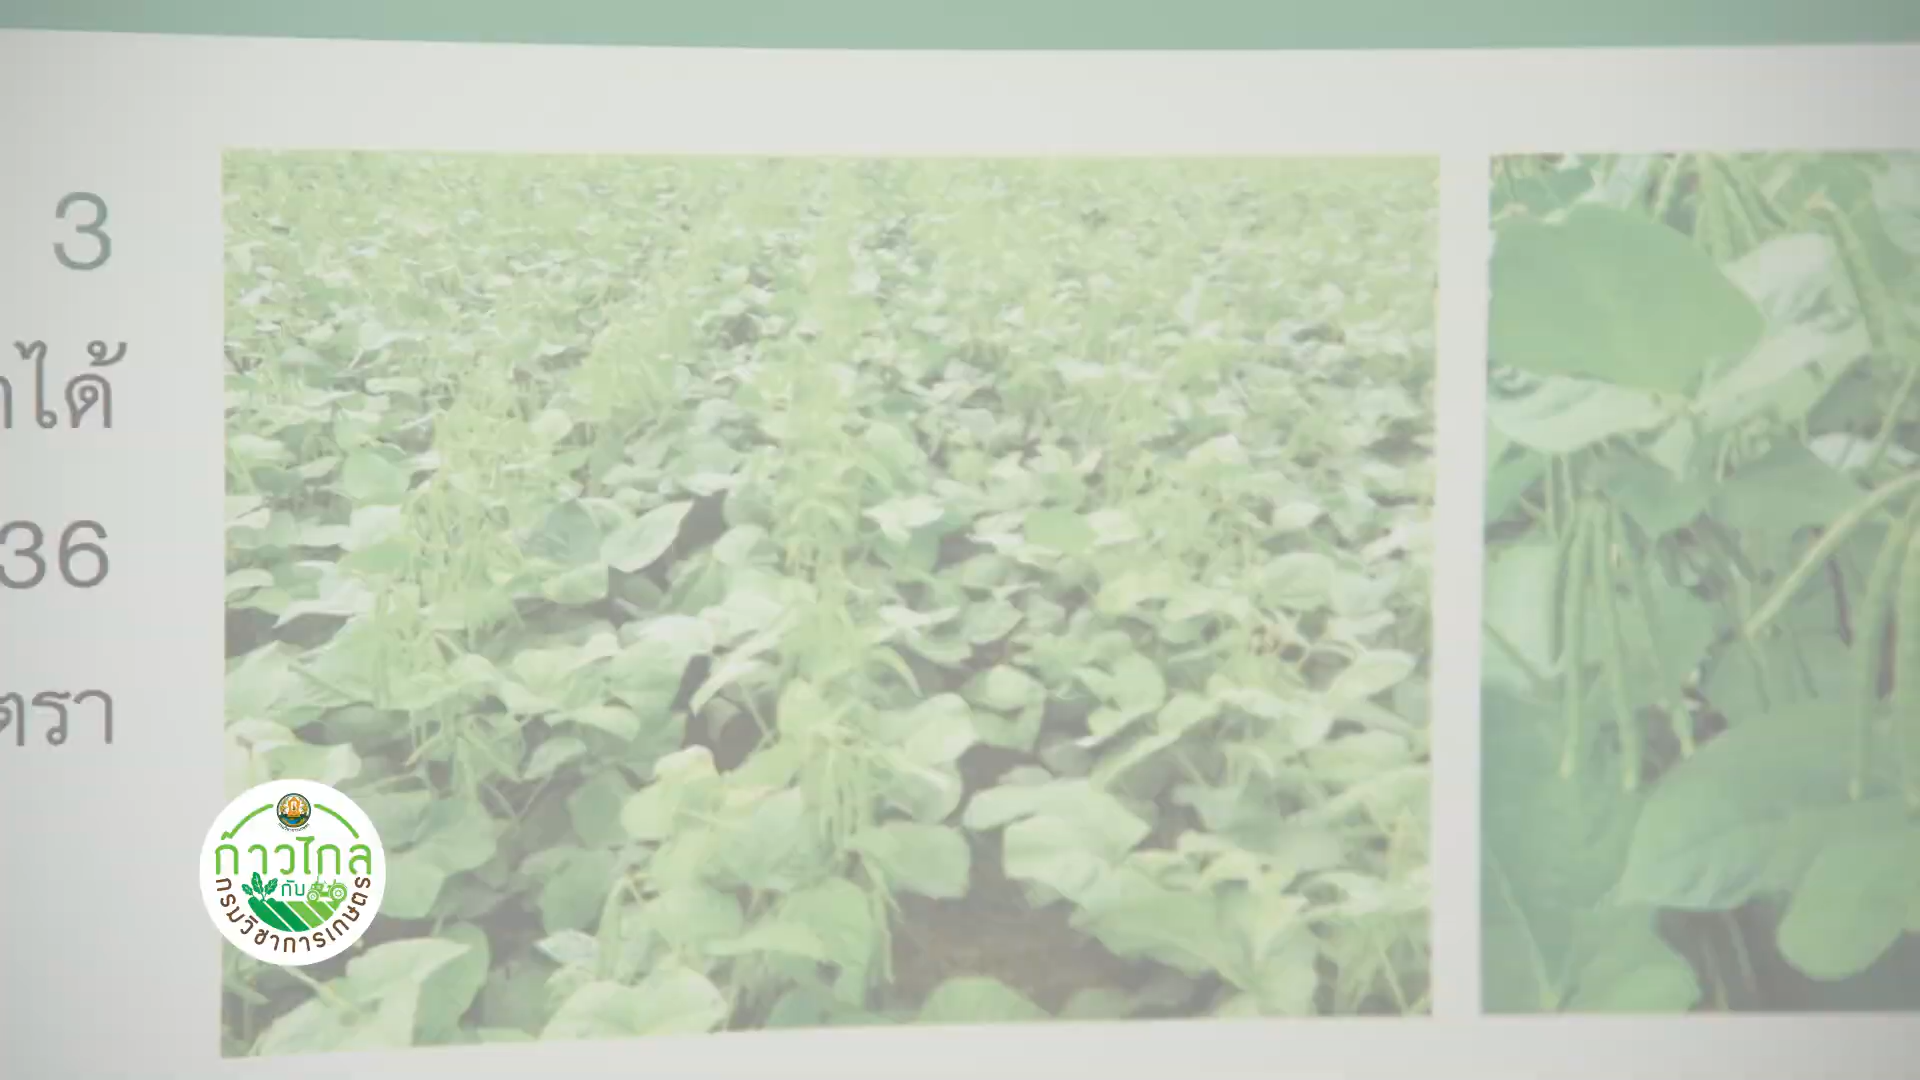 3
ได้
36
ตรา
ก้าวไกล
กับ
กรมวิชาการเกษตร